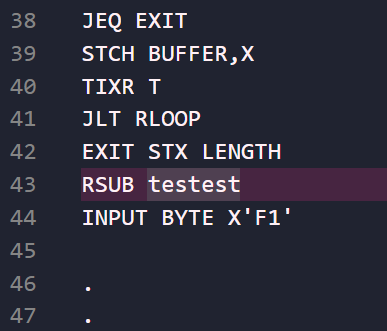 38 JEQ EXIT
39 STCH BUFFER,X
40 TIXR T
41 JLT RLOOP
42 EXIT STX LENGTH
43 RSUB testest
44 INPUT BYTE X'F1'
45
46 .
47 .